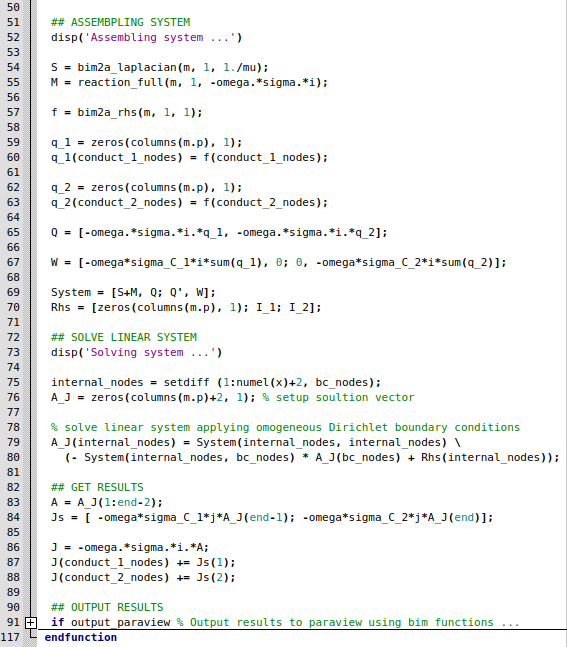 50
51 ## ASSEMBPLING SYSTEM
52 disp('Assembling system ...')
53
54 S = bim2a_laplacian(m, 1, 1./mu);
55 M = reaction_full(m, 1, -omega.*sigma.*i);
56
57 f = bim2a_rhs(m, 1, 1);
58
59 q_1 = zeros(columns(m.p), 1);
60 q_1(conduct_1_nodes) = f(conduct_1_nodes);
61
62 q_2 = zeros(columns(m.p), 1);
63 q_2(conduct_2_nodes) = f(conduct_2_nodes);
64
65 Q = [-omega.*sigma.*i.*q_1, -omega.*sigma.*i.*q_2];
66
67 W = [-omega*sigma_C_1*i*sum(q_1), 0; 0, -omega*sigma_C_2*i*sum(q_2)];
68
69 System = [S+M, Q; Q', W];
70 Rhs = [zeros(columns(m.p), 1); I_1; I_2];
71
72 ## SOLVE LINEAR SYSTEM
73 disp('Solving system ...')
74
75 internal_nodes = setdiff (1:numel(x)+2, bc_nodes);
76 A_J = zeros(columns(m.p)+2, 1); % setup soultion vector
77
78 % solve linear system applying omogeneous Dirichlet boundary conditions
79 A_J(internal_nodes) = System(internal_nodes, internal_nodes) \
80 (- System(internal_nodes, bc_nodes) * A_J(bc_nodes) + Rhs(internal_nodes));
81
82 ## GET RESULTS
83 A = A_J(1:end-2);
84 Js = [ -omega*sigma_C_1*j*A_J(end-1); -omega*sigma_C_2*j*A_J(end)];
85
86 J = -omega.*sigma.*i.*A;
87 J(conduct_1_nodes) += Js(1);
88 J(conduct_2_nodes) += Js(2);
89
90 ## OUTPUT RESULTS
91 if output_paraview % Output results to paraview using bim functions ...
117 endfunction